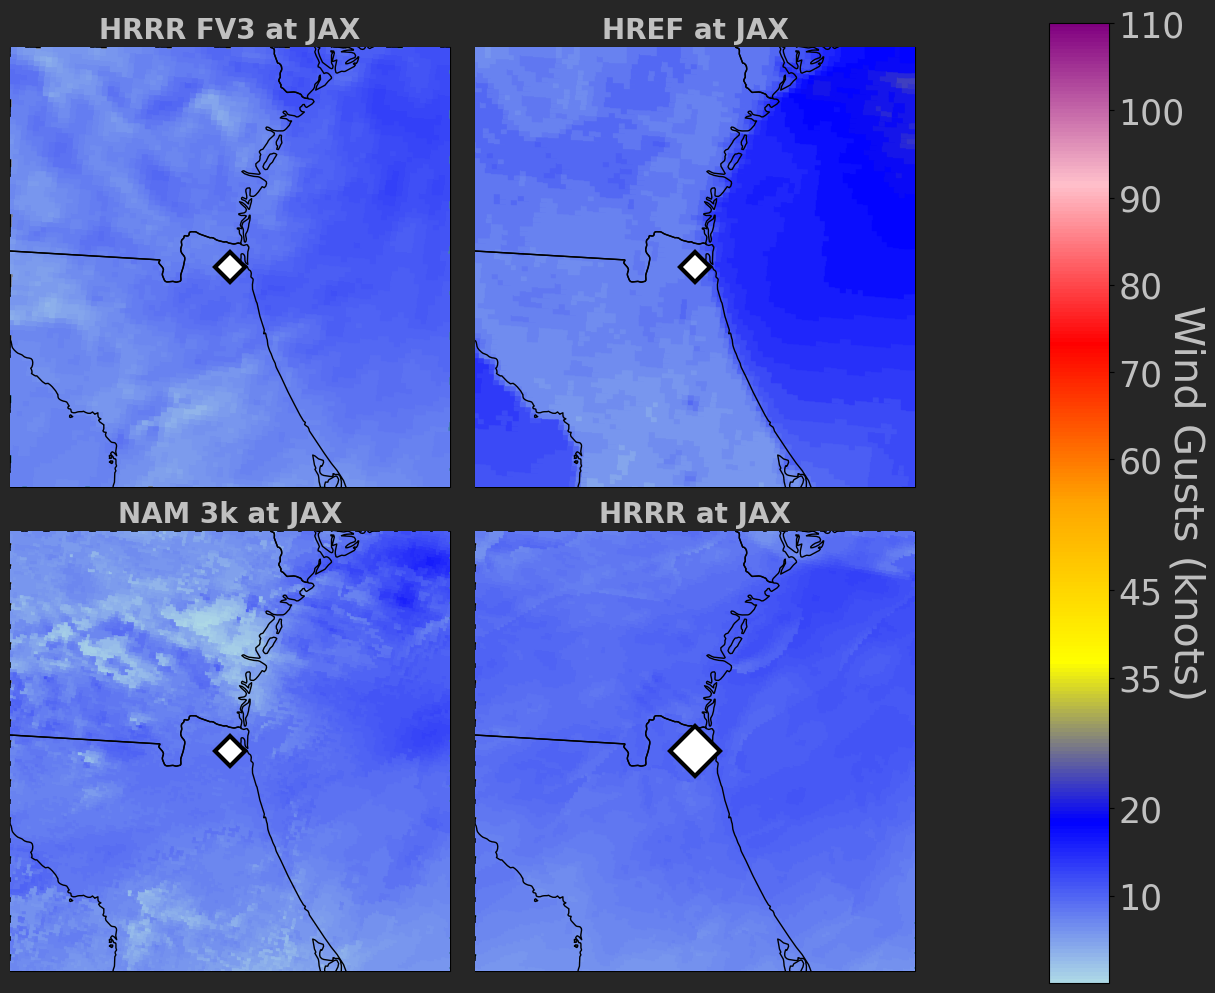 HRRR FV3 at JAX
HREF at JAX
NAM 3k at JAX
HRRR at JAX
110
100
90
80
70
60
45
35
20
10
Wind Gusts (knots)